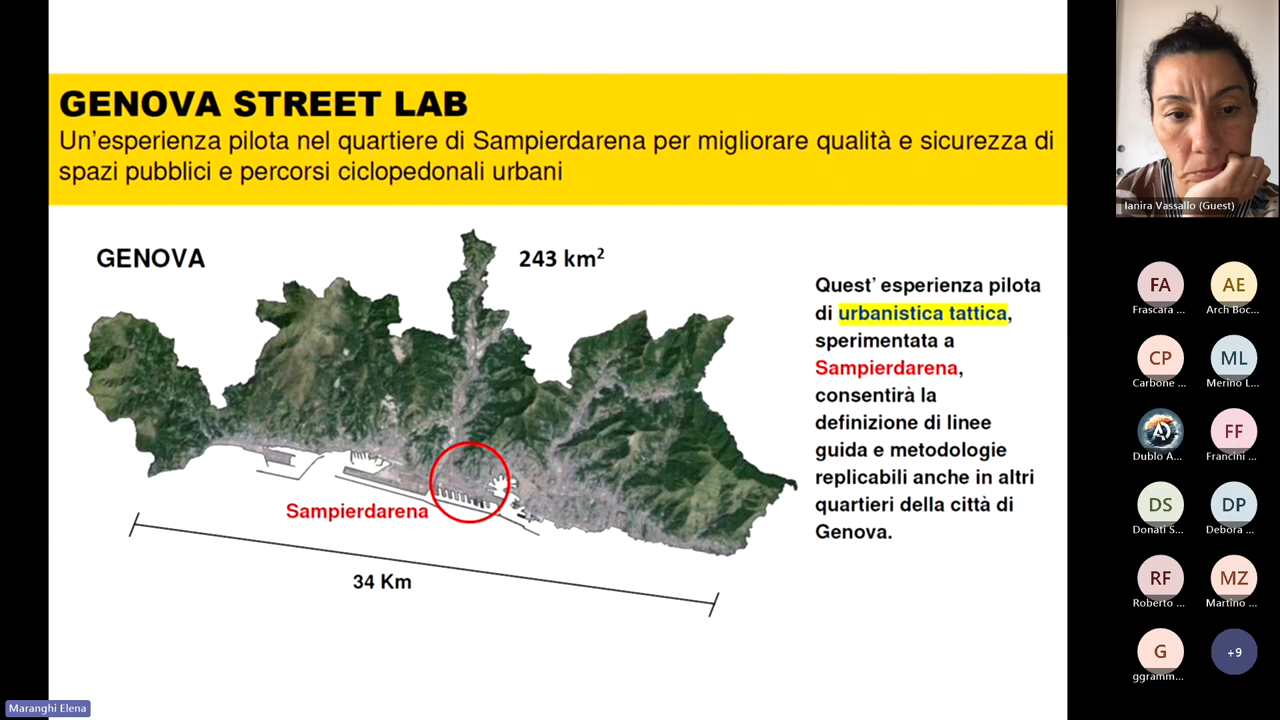 GENOVA STREET LAB
Un'esperienza pilota nel quartiere di Sampierdarena per migliorare qualità e sicurezza di
spazi pubblici e percorsi ciclopedonali urbani
GENOVA
243 km²
Sampierdarena
34 Km
Quest' esperienza pilota
di urbanistica tattica,
sperimentata a
Sampierdarena,
consentirà la
definizione di linee
guida e metodologie
replicabili anche in altri
quartieri della città di
Genova.
Ianira Vassallo (Guest)
FA
AE
Frascara ...
Arch Boc...
CP
ML
Carbone ...
Merino L...
FF
Dublo A...
Francini ...
DS
DP
Donati S...
Debora ...
RF
MZ
Roberto ...
Martino ...
G
+9
ggramm...
Maranghi Elena